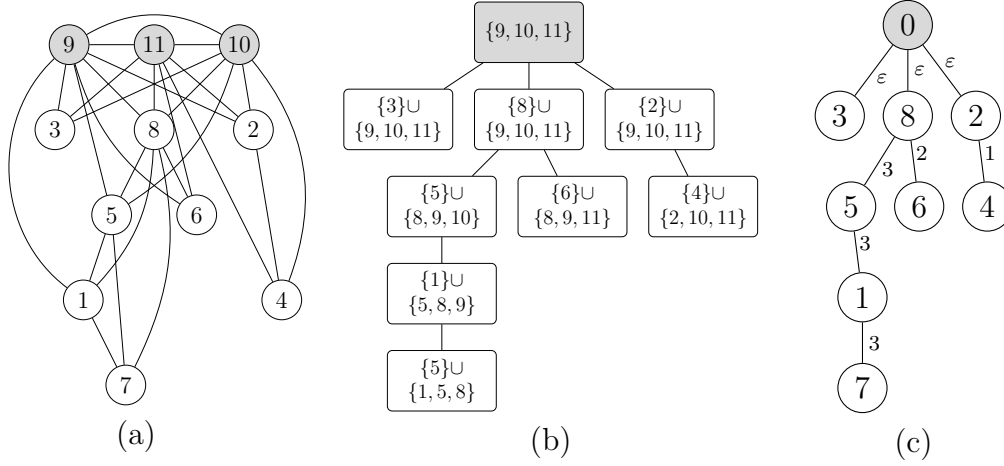 9
11
10
3
8
2
5
6
1
4
7
(a)
{9, 10, 11}
{3}∪
{9, 10, 11}
{8}∪
{9, 10, 11}
{2}∪
{9, 10, 11}
{5}∪
{8, 9, 10}
{6}∪
{8, 9, 11}
{4}∪
{2, 10, 11}
{1}∪
{5, 8, 9}
{5}∪
{1, 5, 8}
(b)
0
ε
ε
ε
3
8
2
3
2
1
5
6
4
3
1
3
7
(c)